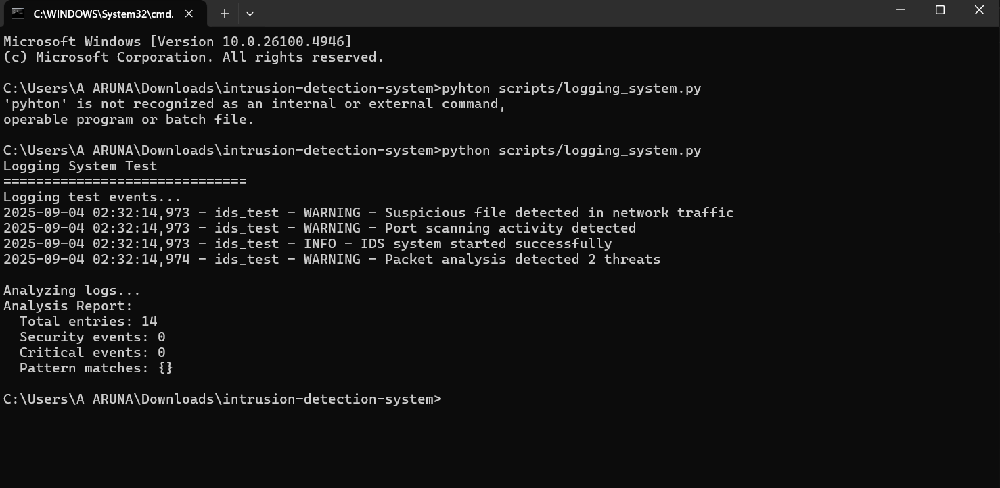 C:\WINDOWS\System32\cmd.
Microsoft Windows [Version 10.0.26100.4946]
(c) Microsoft Corporation. All rights reserved.
C:\Users\A ARUNA\Downloads\intrusion-detection-system>pyhton scripts/logging_system.py
'pyhton' is not recognized as an internal or external command,
operable program or batch file.
C:\Users\A ARUNA\Downloads\intrusion-detection-system>python scripts/logging_system.py
Logging System Test
==============================
Logging test events...
2025-09-04 02:32:14,973 - ids_test - WARNING - Suspicious file detected in network traffic
2025-09-04 02:32:14,973 - ids_test - WARNING - Port scanning activity detected
2025-09-04 02:32:14,973 - ids_test - INFO - IDS system started successfully
2025-09-04 02:32:14,974 - ids_test - WARNING - Packet analysis detected 2 threats
Analyzing logs...
Analysis Report:
  Total entries: 14
  Security events: 0
  Critical events: 0
  Pattern matches: {}
C:\Users\A ARUNA\Downloads\intrusion-detection-system>